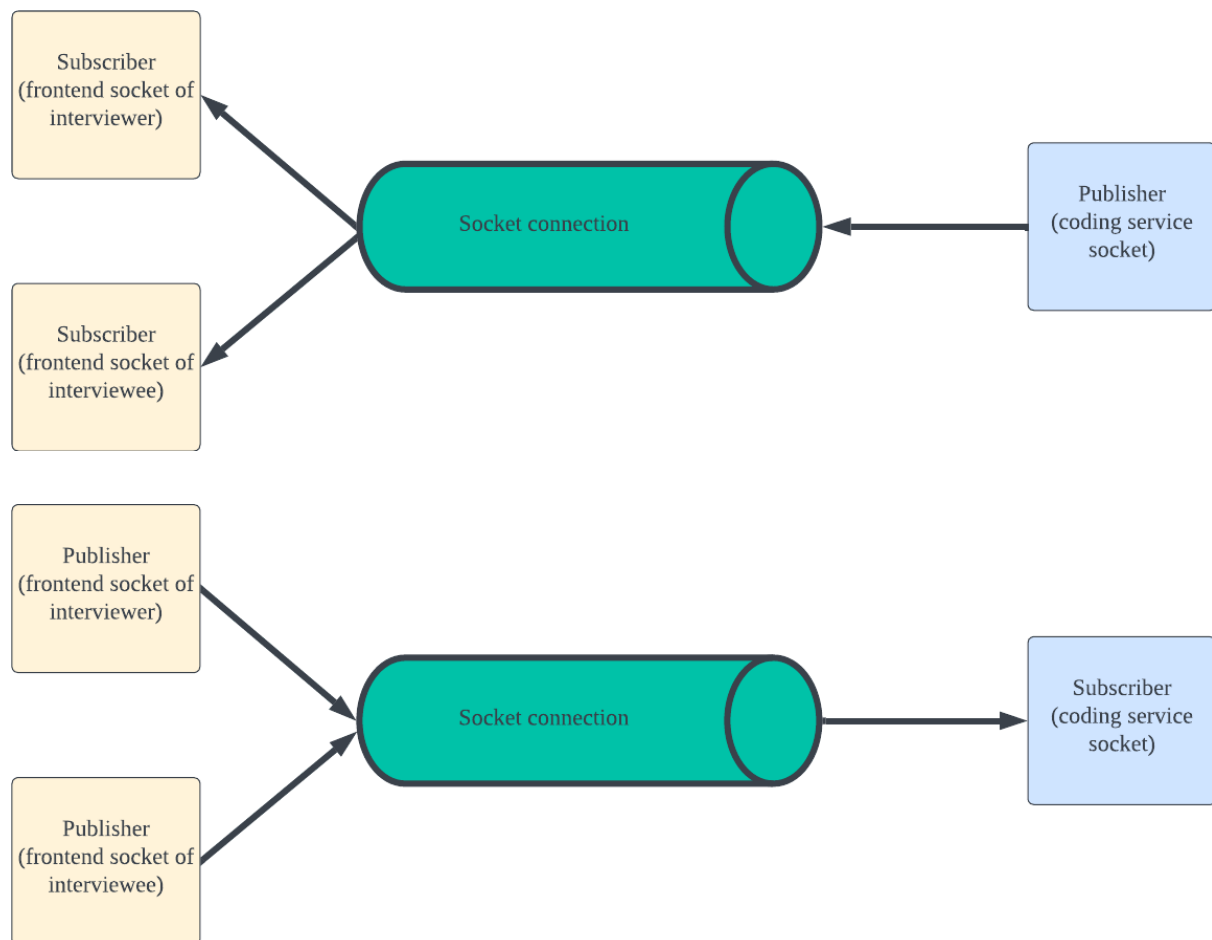 Subscriber
(frontend socket of
interviewer)
Socket connection
Publisher
(coding service
socket)
Subscriber
(frontend socket of
interviewee)
Publisher
(frontend socket of
interviewer)
Socket connection
Subscriber
(coding service
socket)
Publisher
(frontend socket of
interviewee)